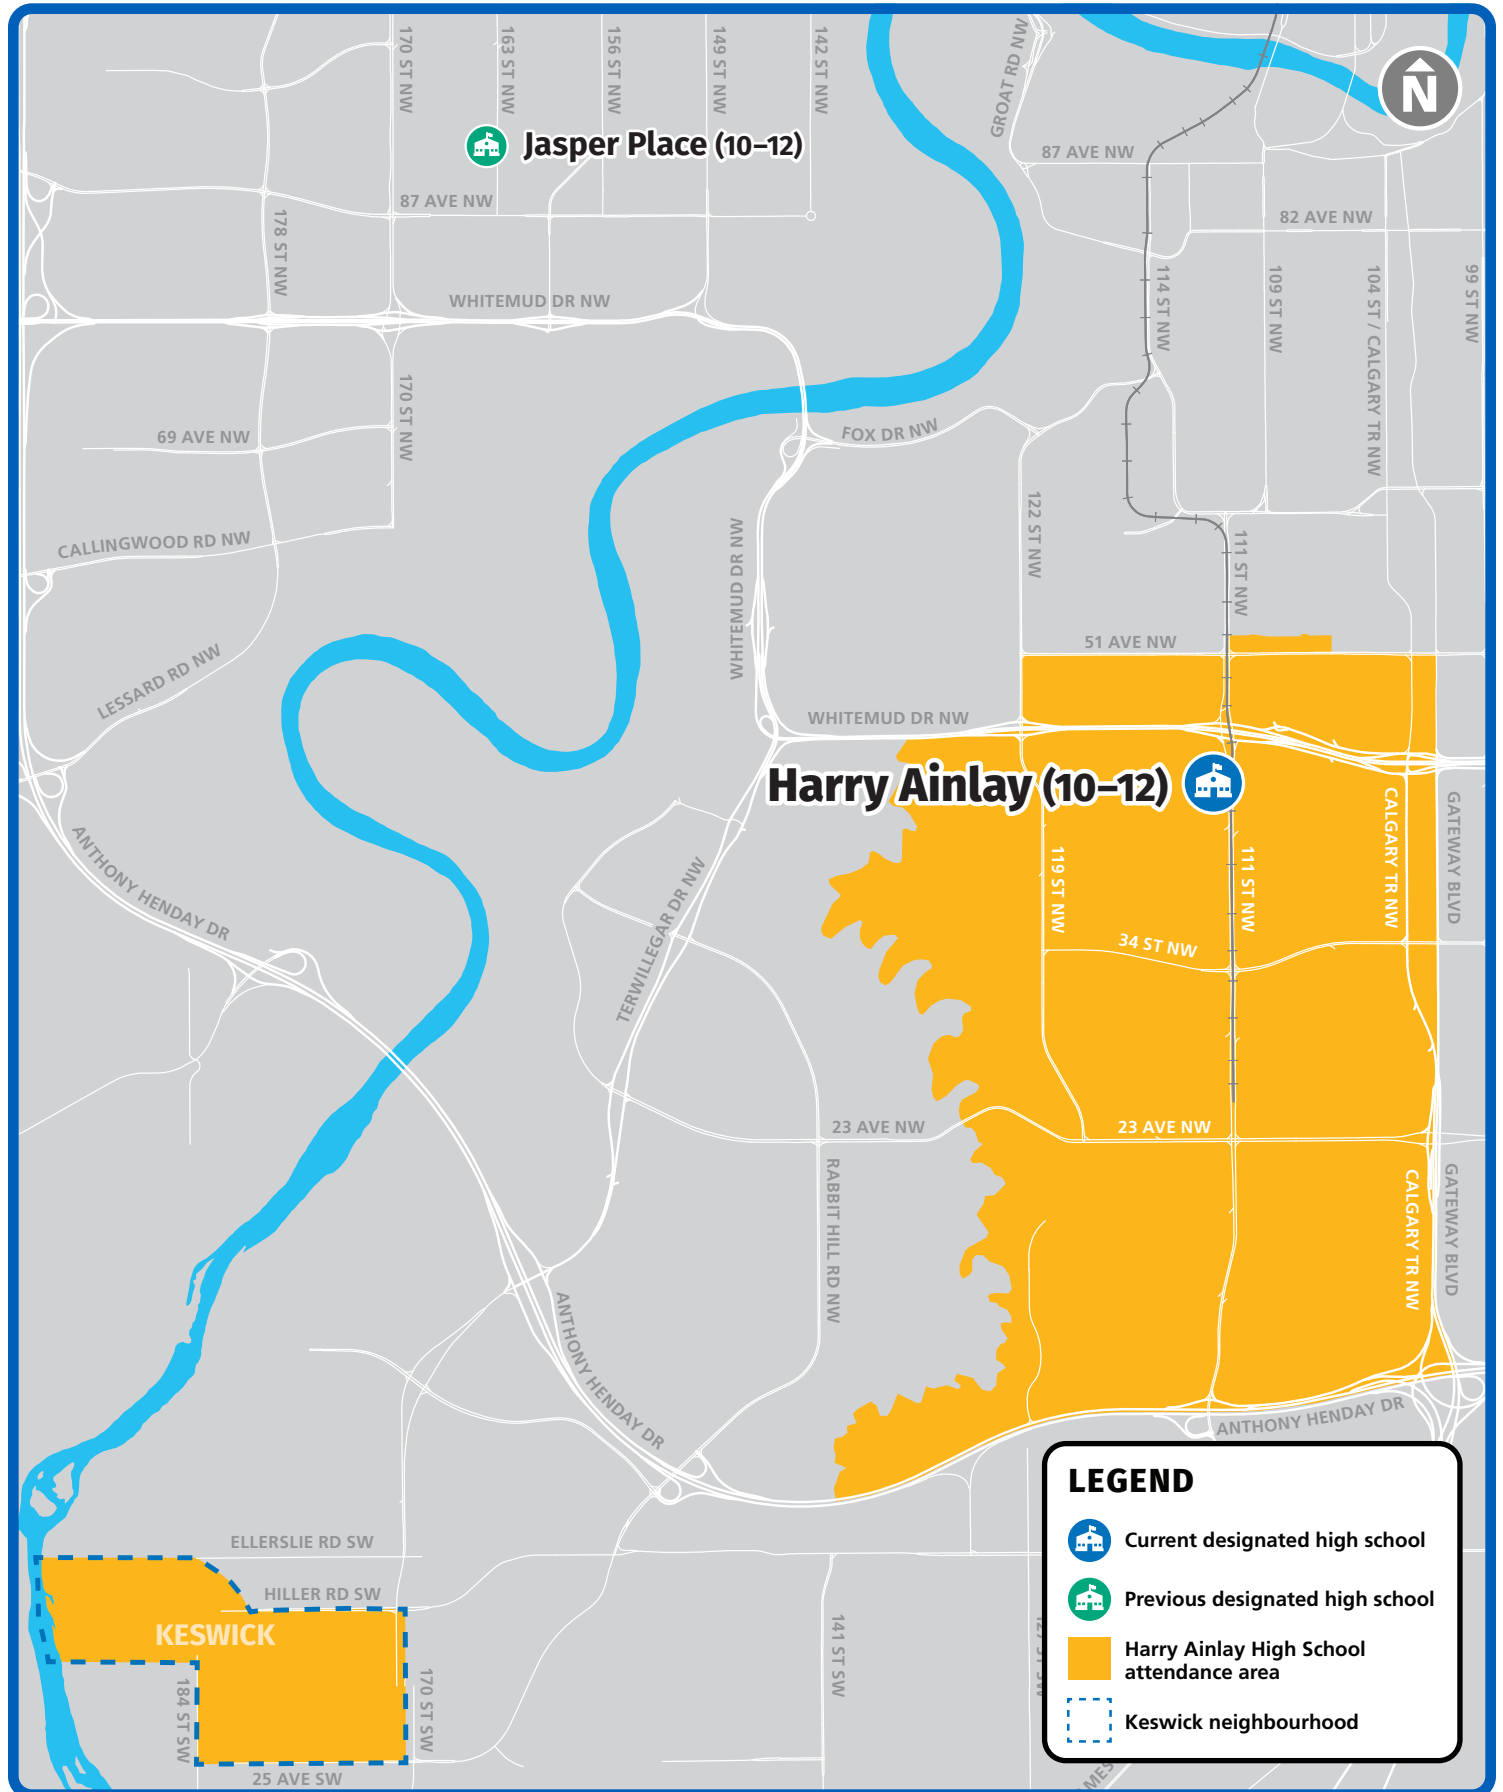 170 ST NW
163 ST NW
156 ST NW
149 ST NW
142 ST NW
GROAT RD NW
N
Jasper Place (10–12)
87 AVE NW
87 AVE NW
82 AVE NW
178 ST NW
114 ST NW
109 ST NW
104 ST / CALGARY TR NW
99 ST NW
WHITEMUD DR NW
170 ST NW
69 AVE NW
FOX DR NW
122 ST NW
CALLINGWOOD RD NW
WHITEMUD DR NW
111 ST NW
51 AVE NW
LESSARD RD NW
WHITEMUD DR NW
Harry Ainlay (10–12)
CALGARY TR NW
GATEWAY BLVD
ANTHONY HENDAY DR
TERWILLEGAR DR NW
119 ST NW
111 ST NW
34 ST NW
23 AVE NW
23 AVE NW
RABBIT HILL RD NW
CALGARY TR NW
GATEWAY BLVD
ANTHONY HENDAY DR
ANTHONY HENDAY DR
LEGEND
Current designated high school
Previous designated high school
Harry Ainlay High School
attendance area
Keswick neighbourhood
ELLERSLIE RD SW
HILLER RD SW
KESWICK
184 ST SW
170 ST SW
141 ST SW
25 AVE SW